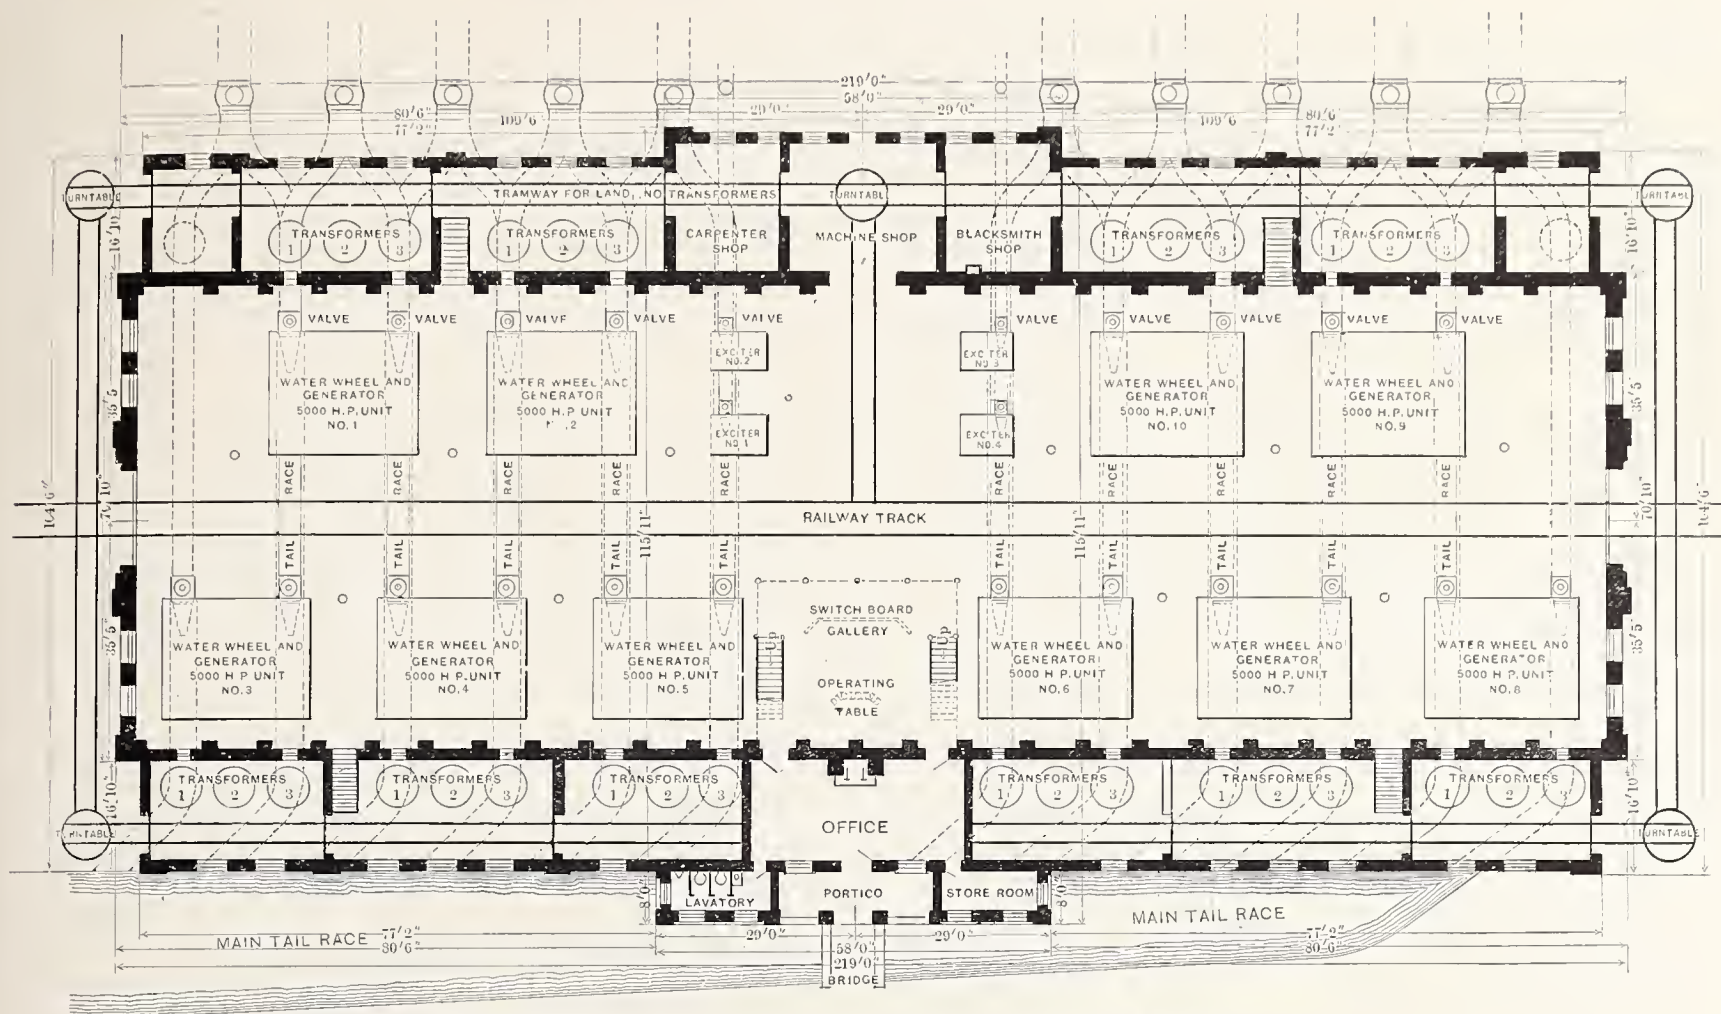 219'0"
58'0"
80'6" 109'6 29'0" 29'0" 109'6 80'6"
77'2" 77'2"
TURNTABLE TRAMWAY FOR LAND, NO TRANSFORMERS TURNTABLE TURNTABLE
16'10" 16'10"
TRANSFORMERS TRANSFORMERS CARPENTER MACHINE SHOP BLACKSMITH TRANSFORMERS TRANSFORMERS
1 2 3 1 2 3 SHOP SHOP 1 2 3 1 2 3
VALVE VALVE VALVE VALVE VALVE VALVE VALVE VALVE VALVE VALVE
EXCITER
NO.2
EXCITER
NO.3
WATER WHEEL AND
GENERATOR
5000 H.P. UNIT
NO.1
WATER WHEEL AND
GENERATOR
5000 H.P. UNIT
.2
EXCITER
NO.1
EXCITER
NO.4
WATER WHEEL AND
GENERATOR
5000 H.P. UNIT
NO.10
WATER WHEEL AND
GENERATOR
5000 H.P. UNIT
NO.9
35'5" 35'5"
RACE RACE RACE RACE RACE RACE RACE RACE RACE RACE
104'6" 70'10" 70'10" 104'6"
RAILWAY TRACK
115'11" 115'11"
TAIL TAIL TAIL TAIL TAIL TAIL TAIL TAIL TAIL TAIL
SWITCH BOARD
GALLERY
UP UP
OPERATING
TABLE
WATER WHEEL AND
GENERATOR
5000 H P. UNIT
NO.3
WATER WHEEL AND
GENERATOR
5000 H P. UNIT
NO.4
WATER WHEEL AND
GENERATOR
5000 H P. UNIT
NO.5
WATER WHEEL AND
GENERATOR
5000 H P. UNIT
NO.6
WATER WHEEL AND
GENERATOR
5000 H P. UNIT
NO.7
WATER WHEEL AND
GENERATOR
5000 H P. UNIT
NO.8
35'5" 35'5"
TRANSFORMERS TRANSFORMERS TRANSFORMERS TRANSFORMERS TRANSFORMERS TRANSFORMERS
1 2 3 1 2 3 1 2 3 1 2 3 1 2 3 1 2 3
16'10" 16'10"
TURNTABLE OFFICE TURNTABLE
LAVATORY PORTICO STORE ROOM
8'0" 8'0"
MAIN TAIL RACE MAIN TAIL RACE
77'2" 29'0" 29'0" 77'2"
80'6" 58'0" 80'6"
219'0"
BRIDGE